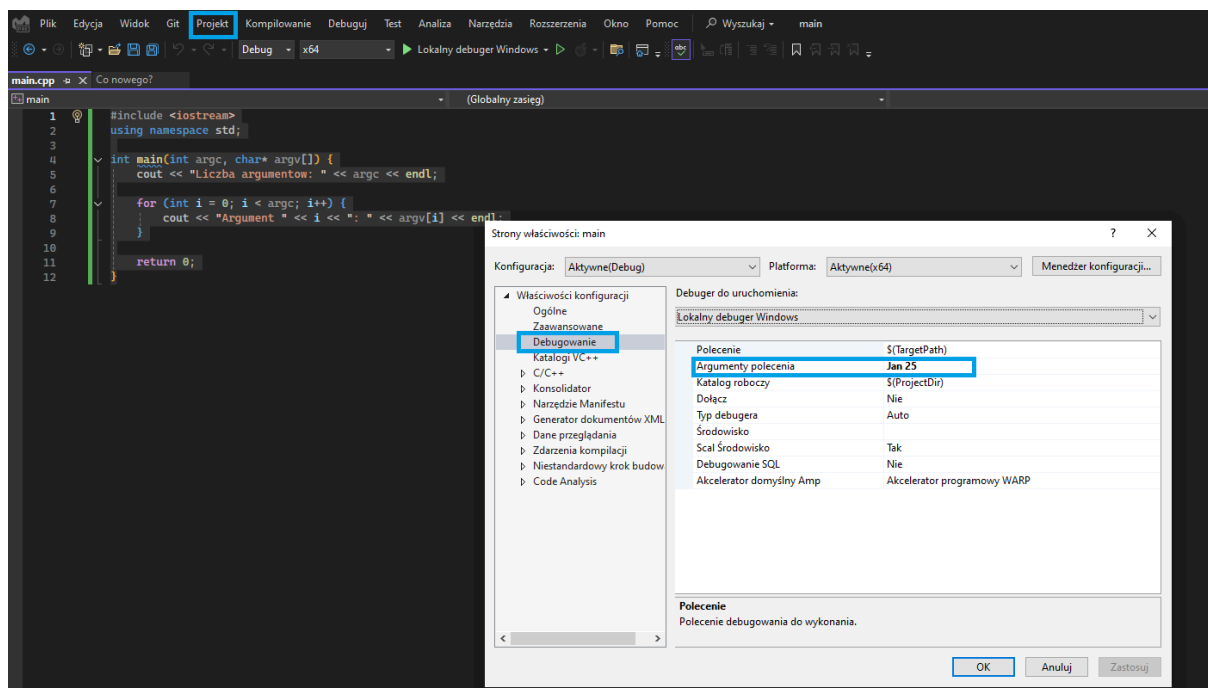 Plik Edycja Widok Git Projekt Kompilowanie Debuguj Test Analiza Narzędzia Rozszerzenia Okno Pomoc Wyszukaj main
Debug x64 Lokalny debuger Windows
main.cpp Co nowego?
main (Globalny zasięg)
1 #include <iostream>
2 using namespace std;
3
4 int main(int argc, char* argv[]) {
5 cout << "Liczba argumentow: " << argc << endl;
6
7 for (int i = 0; i < argc; i++) {
8 cout << "Argument " << i << ": " << argv[i] << endl;
9 }
10
11 return 0;
12 }
Strony właściwości: main ? X
Konfiguracja: Aktywne(Debug) Platforma: Aktywne(x64) Menedżer konfiguracji...
Właściwości konfiguracji
Ogólne
Zaawansowane
Debugowanie
Katalogi VC++
C/C++
Konsolidator
Narzędzie Manifestu
Generator dokumentów XML
Dane przeglądania
Zdarzenia kompilacji
Niestandardowy krok budow
Code Analysis
Debuger do uruchomienia:
Lokalny debuger Windows
Polecenie $(TargetPath)
Argumenty polecenia Jan 25
Katalog roboczy $(ProjectDir)
Dołącz Nie
Typ debugera Auto
Środowisko
Scal Środowisko Tak
Debugowanie SQL Nie
Akcelerator domyślny Amp Akcelerator programowy WARP
Polecenie
Polecenie debugowania do wykonania.
OK Anuluj Zastosuj